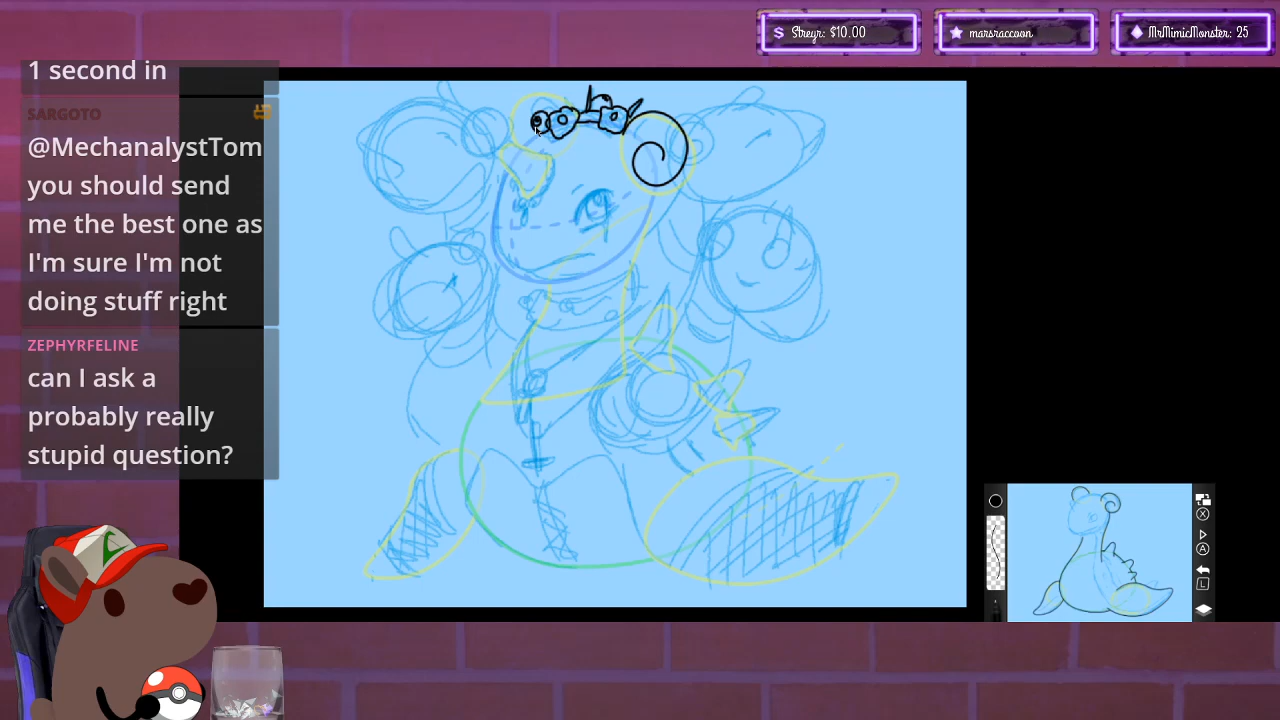 Streyr: $10.00
marsraccoon
MrMimicMonster: 25
1 second in
SARGOTO
@MechanalystTom
you should send
me the best one as
I'm sure I'm not
doing stuff right
ZEPHYRFELINE
can I ask a
probably really
stupid question?
A
L